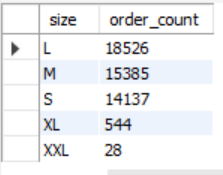 size order_count
L 18526
M 15385
S 14137
XL 544
XXL 28